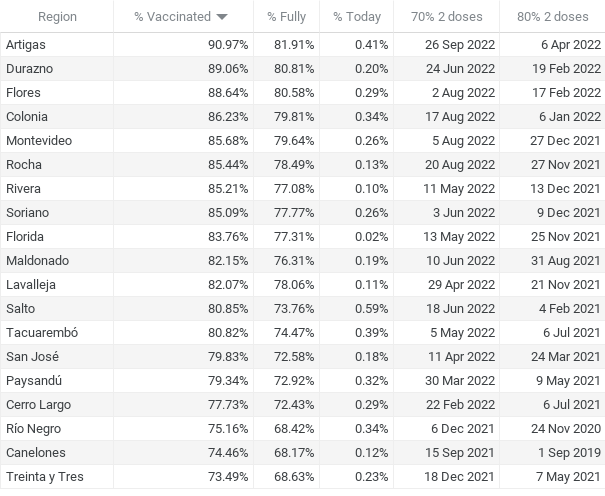 Region % Vaccinated % Fully % Today 70% 2 doses 80% 2 doses
Artigas 90.97% 81.91% 0.41% 26 Sep 2022 6 Apr 2022
Durazno 89.06% 80.81% 0.20% 24 Jun 2022 19 Feb 2022
Flores 88.64% 80.58% 0.29% 2 Aug 2022 17 Feb 2022
Colonia 86.23% 79.81% 0.34% 17 Aug 2022 6 Jan 2022
Montevideo 85.68% 79.64% 0.26% 5 Aug 2022 27 Dec 2021
Rocha 85.44% 78.49% 0.13% 20 Aug 2022 27 Nov 2021
Rivera 85.21% 77.08% 0.10% 11 May 2022 13 Dec 2021
Soriano 85.09% 77.77% 0.26% 3 Jun 2022 9 Dec 2021
Florida 83.76% 77.31% 0.02% 13 May 2022 25 Nov 2021
Maldonado 82.15% 76.31% 0.19% 10 Jun 2022 31 Aug 2021
Lavalleja 82.07% 78.06% 0.11% 29 Apr 2022 21 Nov 2021
Salto 80.85% 73.76% 0.59% 18 Jun 2022 4 Feb 2021
Tacuarembó 80.82% 74.47% 0.39% 5 May 2022 6 Jul 2021
San José 79.83% 72.58% 0.18% 11 Apr 2022 24 Mar 2021
Paysandú 79.34% 72.92% 0.32% 30 Mar 2022 9 May 2021
Cerro Largo 77.73% 72.43% 0.29% 22 Feb 2022 6 Jul 2021
Río Negro 75.16% 68.42% 0.34% 6 Dec 2021 24 Nov 2020
Canelones 74.46% 68.17% 0.12% 15 Sep 2021 1 Sep 2019
Treinta y Tres 73.49% 68.63% 0.23% 18 Dec 2021 7 May 2021